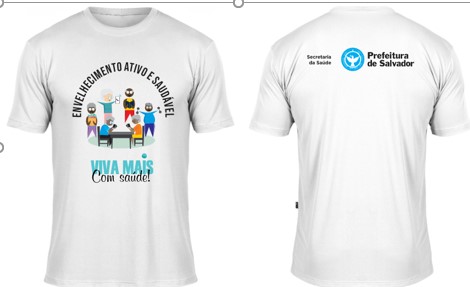 ENVELHECIMENTO ATIVO E SAUDÁVEL
VIVA MAIS
Com saúde!
Secretaria
da Saúde
Prefeitura
de Salvador